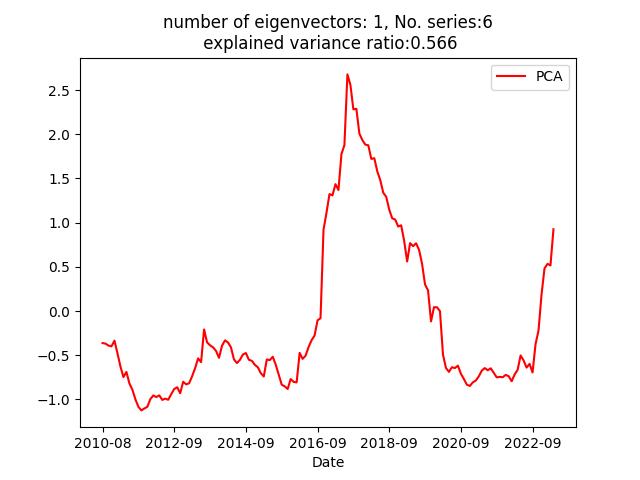 number of eigenvectors: 1, No. series:6
explained variance ratio:0.566
PCA
2.5
2.0
1.5
1.0
0.5
0.0
−0.5
−1.0
2010-08 2012-09 2014-09 2016-09 2018-09 2020-09 2022-09
Date